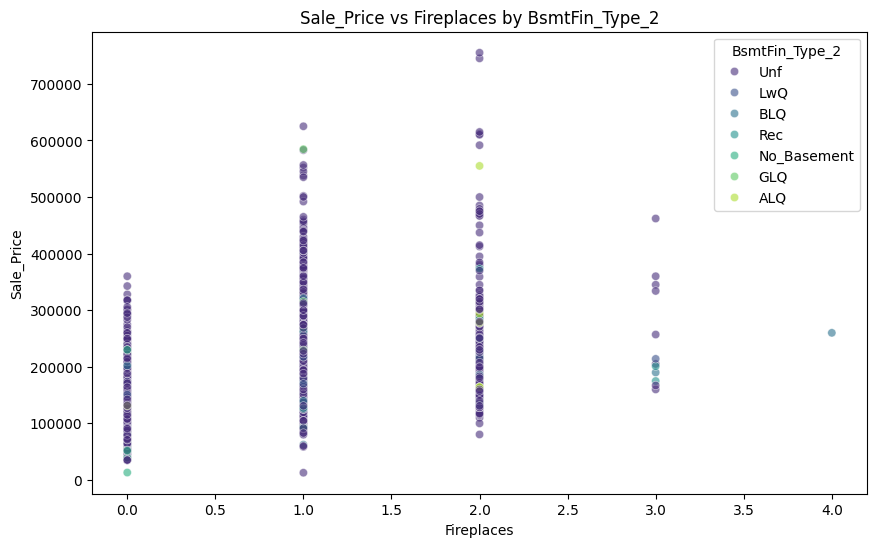 Sale_Price vs Fireplaces by BsmtFin_Type_2
Sale_Price
700000
600000
500000
400000
300000
200000
100000
0
BsmtFin_Type_2
Unf
LwQ
BLQ
Rec
No_Basement
GLQ
ALQ
0.0
0.5
1.0
1.5
2.0
2.5
3.0
3.5
4.0
Fireplaces